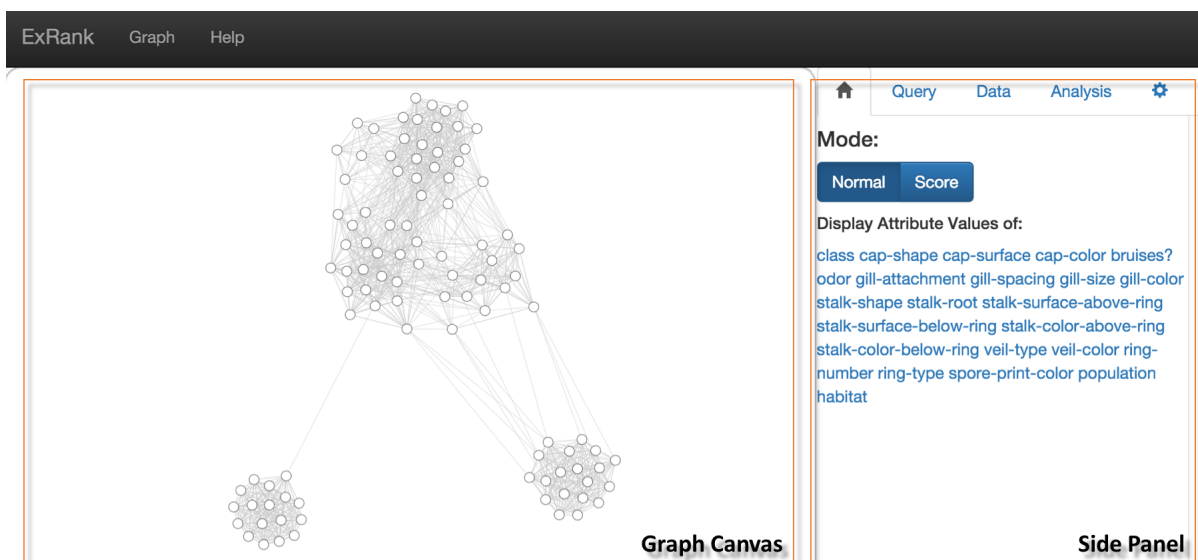 ExRank Graph Help
Query Data Analysis
Mode:
Normal Score
Display Attribute Values of:
class cap-shape cap-surface cap-color bruises?
odor gill-attachment gill-spacing gill-size gill-color
stalk-shape stalk-root stalk-surface-above-ring
stalk-surface-below-ring stalk-color-above-ring
stalk-color-below-ring veil-type veil-color ring-
number ring-type spore-print-color population
habitat
Graph Canvas
Side Panel